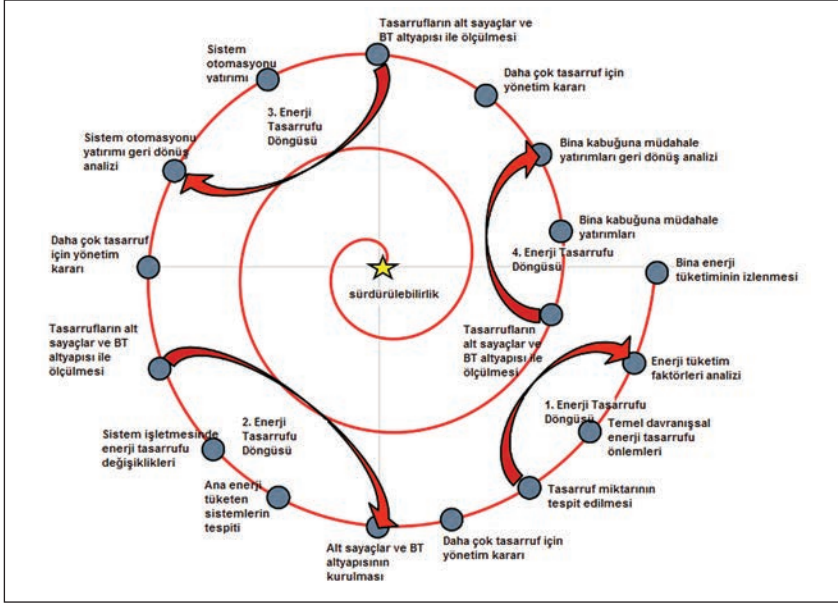 Tasarrufların alt sayaçlar ve
BT altyapısı ile ölçülmesi
Sistem
otomasyonu
yatırımı
Daha çok tasarruf için
yönetim kararı
3. Enerji
Tasarrufu
Döngüsü
Sistem otomasyonu
yatırımı geri dönüş
analizi
Bina kabuğuna müdahale
yatırımları geri dönüş analizi
Bina kabuğuna müdahale
yatırımları
4. Enerji Tasarrufu
Döngüsü
Daha çok tasarruf
için yönetim
kararı
Bina enerji
tüketiminin izlenmesi
sürdürülebilirlik
Tasarrufların alt
sayaçlar ve BT
altyapısı ile
ölçülmesi
Tasarrufların
alt sayaçlar ve
BT altyapısı ile
ölçülmesi
Enerji tüketim
faktörleri analizi
1. Enerji Tasarrufu
Döngüsü
Temel davranışsal
enerji tasarrufu
önlemleri
2. Enerji
Tasarrufu
Döngüsü
Sistem işletmesinde
enerji tasarrufu
değişiklikleri
Ana enerji
tüketen
sistemlerin
tespiti
Tasarruf miktarının
tespit edilmesi
Alt sayaçlar ve BT
altyapısının
kurulması
Daha çok tasarruf için
yönetim kararı